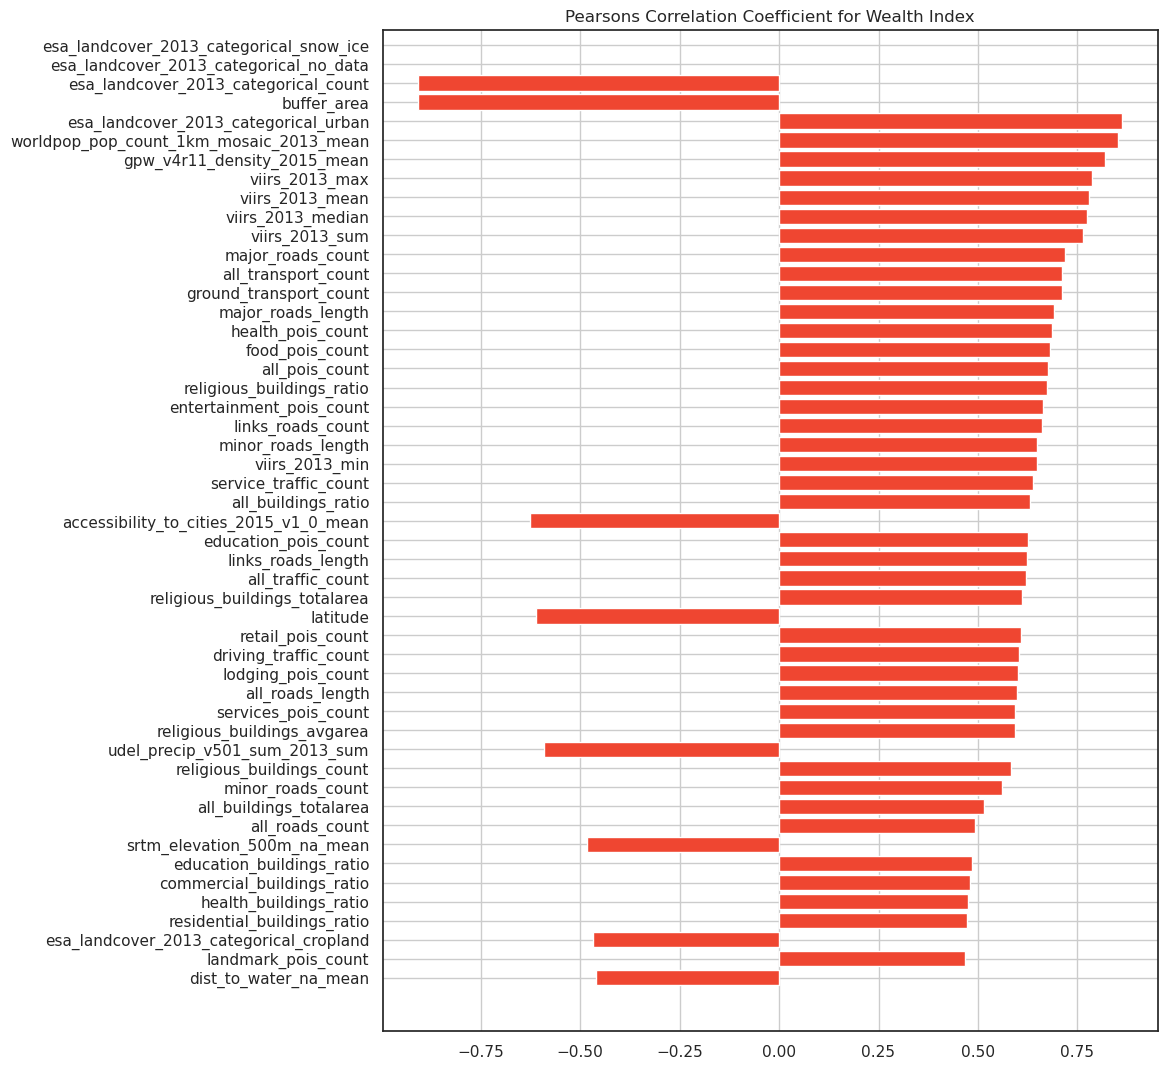 Pearsons Correlation Coefficient for Wealth Index
esa_landcover_2013_categorical_snow_ice
esa_landcover_2013_categorical_no_data
esa_landcover_2013_categorical_count
buffer_area
esa_landcover_2013_categorical_urban
worldpop_pop_count_1km_mosaic_2013_mean
gpw_v4r11_density_2015_mean
viirs_2013_max
viirs_2013_mean
viirs_2013_median
viirs_2013_sum
major_roads_count
all_transport_count
ground_transport_count
major_roads_length
health_pois_count
food_pois_count
all_pois_count
religious_buildings_ratio
entertainment_pois_count
links_roads_count
minor_roads_length
viirs_2013_min
service_traffic_count
all_buildings_ratio
accessibility_to_cities_2015_v1_0_mean
education_pois_count
links_roads_length
all_traffic_count
religious_buildings_totalarea
latitude
retail_pois_count
driving_traffic_count
lodging_pois_count
all_roads_length
services_pois_count
religious_buildings_avgarea
udel_precip_v501_sum_2013_sum
religious_buildings_count
minor_roads_count
all_buildings_totalarea
all_roads_count
srtm_elevation_500m_na_mean
education_buildings_ratio
commercial_buildings_ratio
health_buildings_ratio
residential_buildings_ratio
esa_landcover_2013_categorical_cropland
landmark_pois_count
dist_to_water_na_mean
−0.75 −0.50 −0.25 0.00 0.25 0.50 0.75